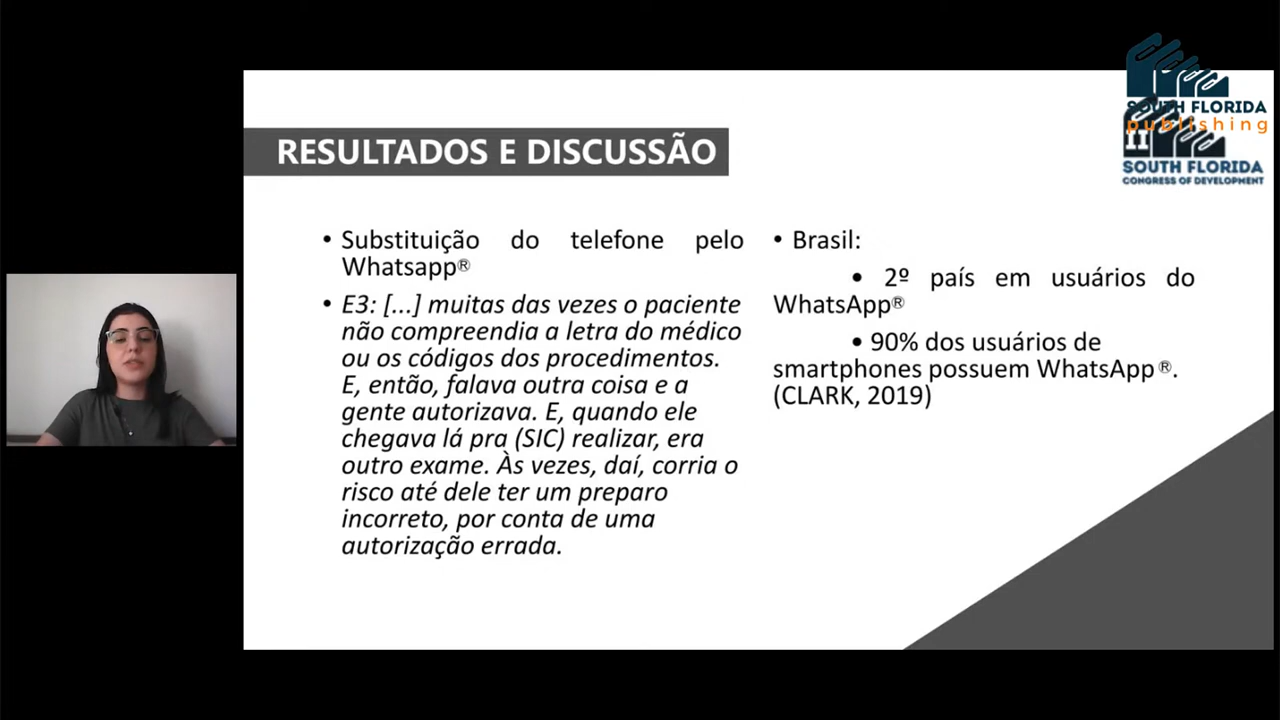 SOUTH FLORIDA
publishing
II
SOUTH FLORIDA
CONGRESS OF DEVELOPMENT
RESULTADOS E DISCUSSÃO
• Substituição do telefone pelo
Whatsapp®
• E3: [...] muitas das vezes o paciente
não compreendia a letra do médico
ou os códigos dos procedimentos.
E, então, falava outra coisa e a
gente autorizava. E, quando ele
chegava lá pra (SIC) realizar, era
outro exame. Às vezes, daí, corria o
risco até dele ter um preparo
incorreto, por conta de uma
autorização errada.
• Brasil:
• 2º país em usuários do
WhatsApp®
• 90% dos usuários de
smartphones possuem WhatsApp®.
(CLARK, 2019)